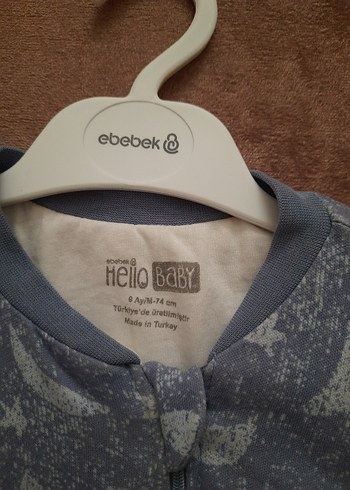 ebebek
ebebek
Hello BABY
6 Ay/M-74 cm
Türkiye'de üretilmiştir
Made in Turkey